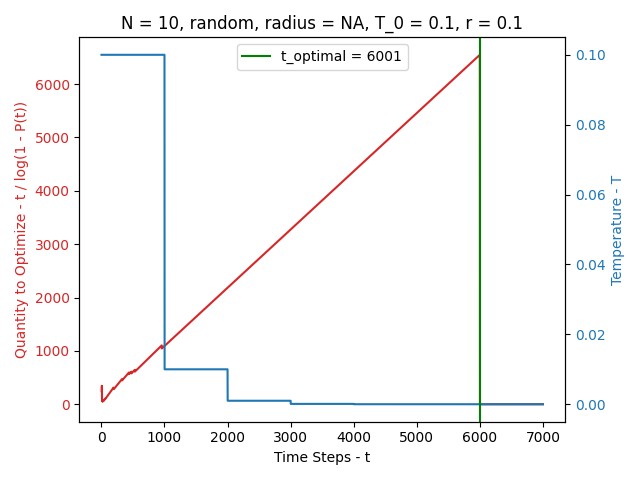 N = 10, random, radius = NA, T_0 = 0.1, r = 0.1
t_optimal = 6001
Quantity to Optimize - t / log(1 - P(t))
6000
5000
4000
3000
2000
1000
0
0.10
0.08
0.06
0.04
0.02
0.00
Temperature - T
0 1000 2000 3000 4000 5000 6000 7000
Time Steps - t